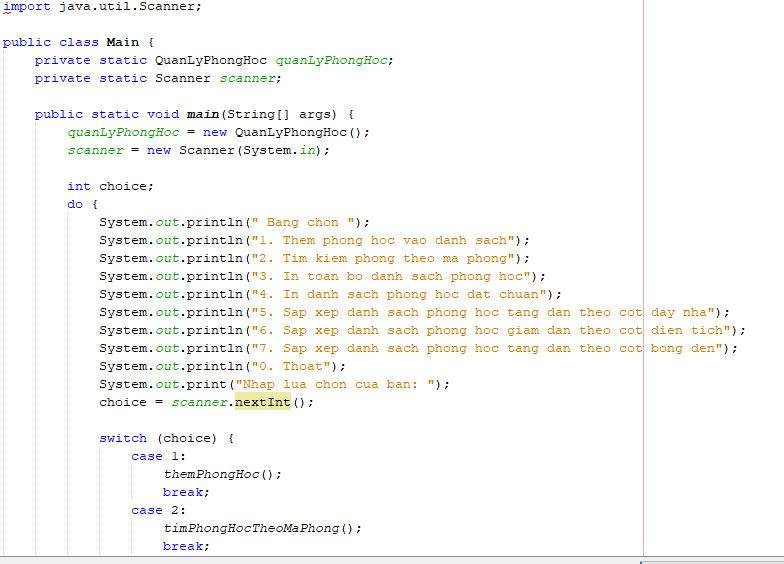 import java.util.Scanner;
public class Main {
private static QuanLyPhongHoc quanLyPhongHoc;
private static Scanner scanner;
public static void main(String[] args) {
quanLyPhongHoc = new QuanLyPhongHoc();
scanner = new Scanner(System.in);
int choice;
do {
System.out.println(" Bang chon ");
System.out.println("1. Them phong hoc vao danh sach");
System.out.println("2. Tim kiem phong theo ma phong");
System.out.println("3. In toan bo danh sach phong hoc");
System.out.println("4. In danh sach phong hoc dat chuan");
System.out.println("5. Sap xep danh sach phong hoc tang dan theo cot day nha");
System.out.println("6. Sap xep danh sach phong hoc giam dan theo cot dien tich");
System.out.println("7. Sap xep danh sach phong hoc tang dan theo cot bong den");
System.out.println("0. Thoat");
System.out.print("Nhap lua chon cua ban: ");
choice = scanner.nextInt();
switch (choice) {
case 1:
themPhongHoc();
break;
case 2:
timPhongHocTheoMaPhong();
break;